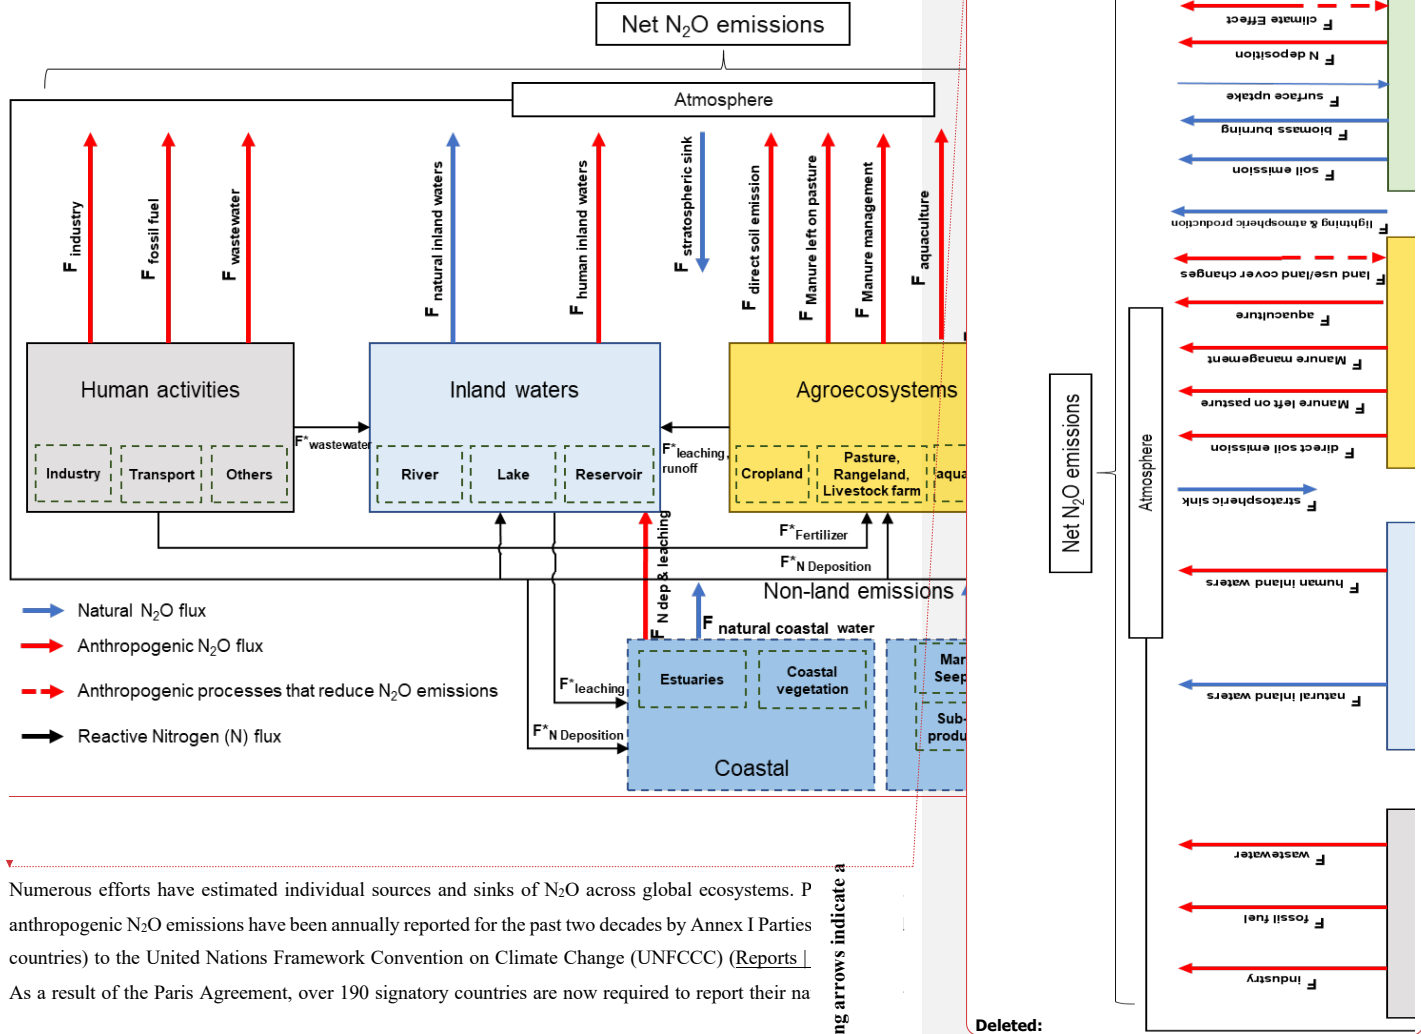 Net N₂O emissions
Atmosphere
F industry
F fossil fuel
F wastewater
F natural inland waters
F human inland waters
F stratospheric sink
F direct soil emission
F Manure left on pasture
F Manure management
F aquaculture
Human activities
Industry
Transport
Others
F*wastewater
Inland waters
River
Lake
Reservoir
F*leaching,
runoff
Agroecosystems
Cropland
Pasture,
Rangeland,
Livestock farm
aqua
F*Fertilizer
F*N Deposition
Non-land emissions
F N dep & leaching
F natural coastal water
Natural N₂O flux
Anthropogenic N₂O flux
Anthropogenic processes that reduce N₂O emissions
Reactive Nitrogen (N) flux
F*leaching
F*N Deposition
Estuaries
Coastal
vegetation
Coastal
Mar
Seep
Sub-
produ
Numerous efforts have estimated individual sources and sinks of N₂O across global ecosystems. P
anthropogenic N₂O emissions have been annually reported for the past two decades by Annex I Parties
countries) to the United Nations Framework Convention on Climate Change (UNFCCC) (Reports |
As a result of the Paris Agreement, over 190 signatory countries are now required to report their na
ng arrows indicate a
Net N₂O emissions
Atmosphere
F climate Effect
F N deposition
F surface uptake
F biomass burning
F soil emission
F lightning & atmospheric production
F land use/land cover changes
F aquaculture
F Manure management
F Manure left on pasture
F direct soil emission
F stratospheric sink
F human inland waters
F natural inland waters
F wastewater
F fossil fuel
F industry
Deleted: